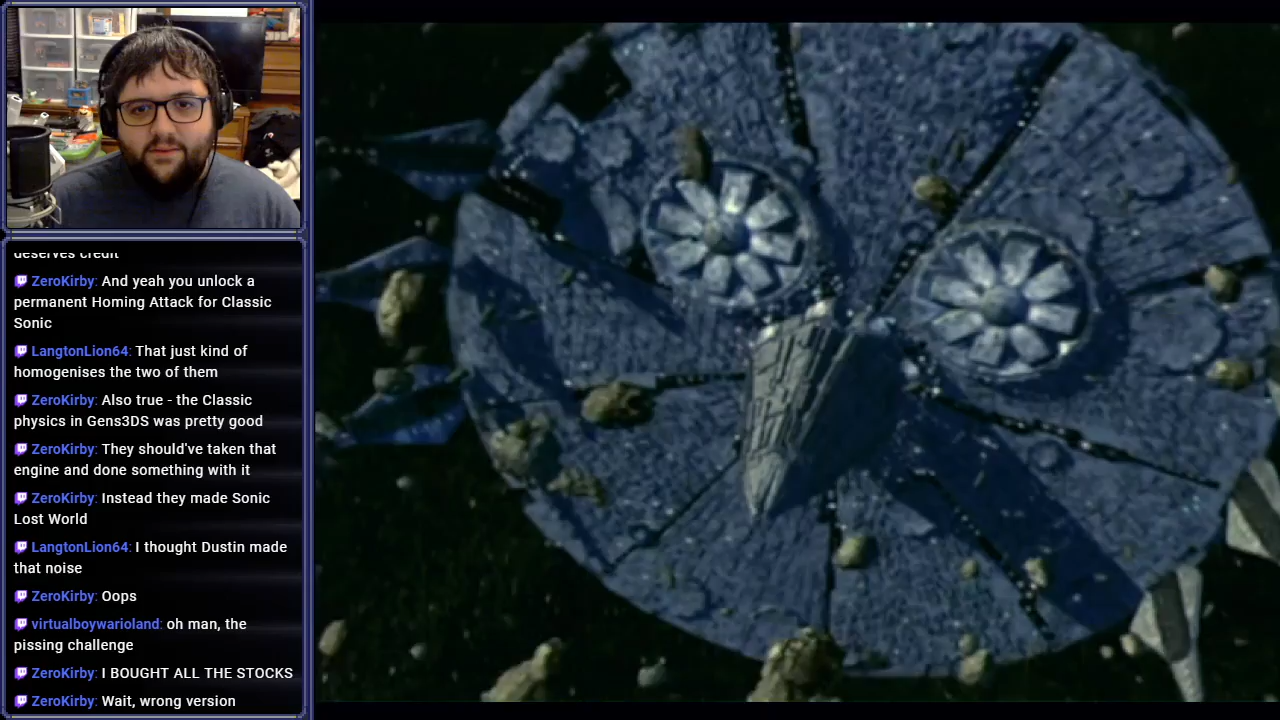 deserves credit
ZeroKirby: And yeah you unlock a
permanent Homing Attack for Classic
Sonic
LangtonLion64: That just kind of
homogenises the two of them
ZeroKirby: Also true - the Classic
physics in Gens3DS was pretty good
ZeroKirby: They should've taken that
engine and done something with it
ZeroKirby: Instead they made Sonic
Lost World
LangtonLion64: I thought Dustin made
that noise
ZeroKirby: Oops
virtualboywarioland: oh man, the
pissing challenge
ZeroKirby: I BOUGHT ALL THE STOCKS
ZeroKirby: Wait, wrong version